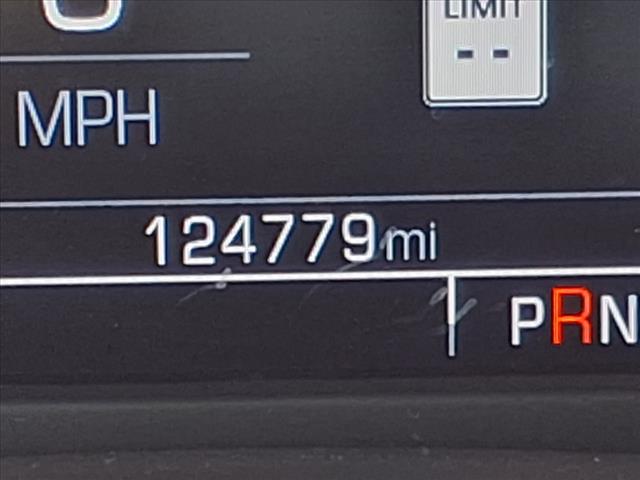 LIMIT
--
MPH
124779mi
PRN